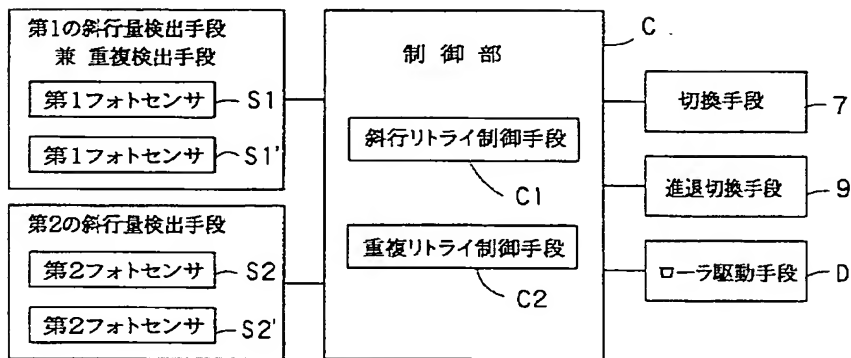 第1の斜行量検出手段
兼 重複検出手段
第1フォトセンサ
S1
第1フォトセンサ
S1'
第2の斜行量検出手段
第2フォトセンサ
S2
第2フォトセンサ
S2'
制御部
C
斜行リトライ制御手段
C1
重複リトライ制御手段
C2
切換手段
7
進退切換手段
9
ローラ駆動手段
D